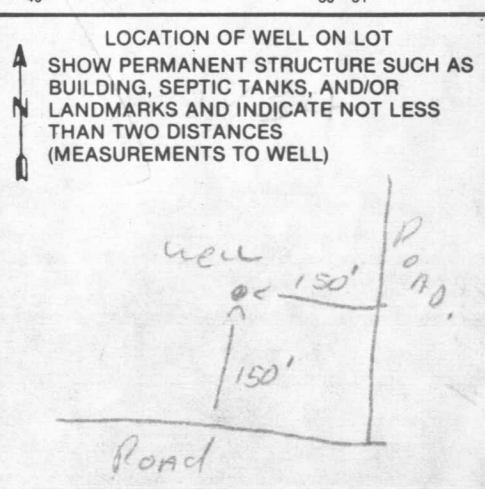 LOCATION OF WELL ON LOT
SHOW PERMANENT STRUCTURE SUCH AS
BUILDING, SEPTIC TANKS, AND/OR
N LANDMARKS AND INDICATE NOT LESS
THAN TWO DISTANCES
(MEASUREMENTS TO WELL)
well
ROAD.
150'
150'
Road